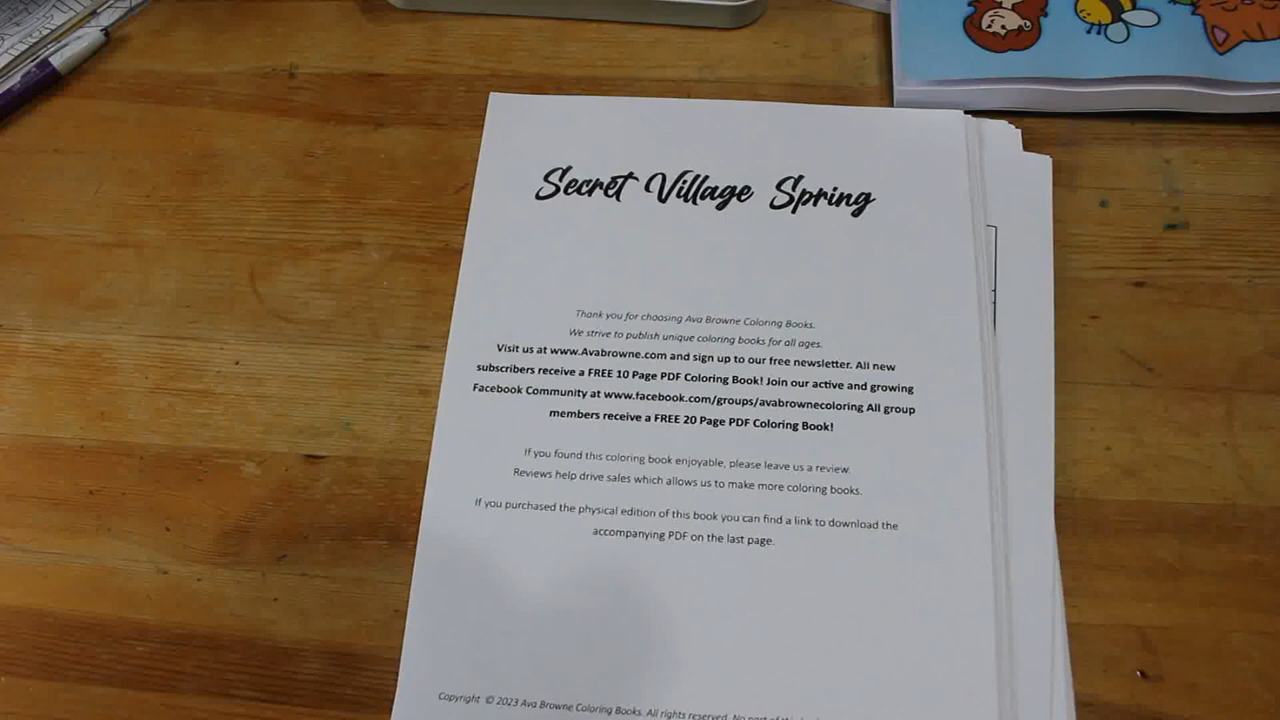 Secret Village Spring
Thank you for choosing Ava Browne Coloring Books.
We strive to publish unique coloring books for all ages.
Visit us at www.Avabrowne.com and sign up to our free newsletter. All new
subscribers receive a FREE 10 Page PDF Coloring Book! Join our active and growing
Facebook Community at www.facebook.com/groups/avabrownecoloring All group
members receive a FREE 20 Page PDF Coloring Book!
If you found this coloring book enjoyable, please leave us a review.
Reviews help drive sales which allows us to make more coloring books.
If you purchased the physical edition of this book you can find a link to download the
accompanying PDF on the last page.
Copyright © 2023 Ava Browne Coloring Books. All rights reserved. No part of